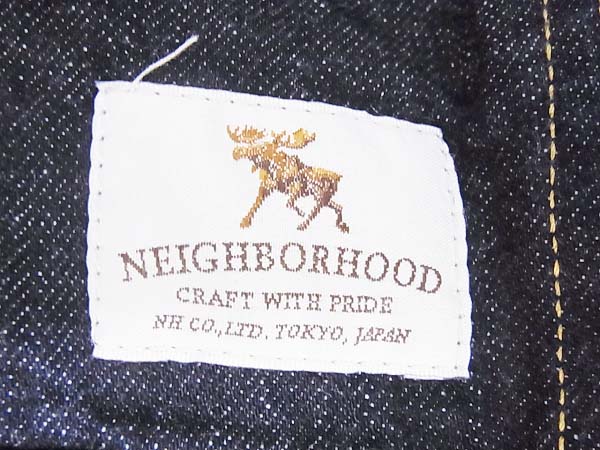 NEIGHBORHOOD
CRAFT WITH PRIDE
NH CO.,LTD. TOKYO, JAPAN